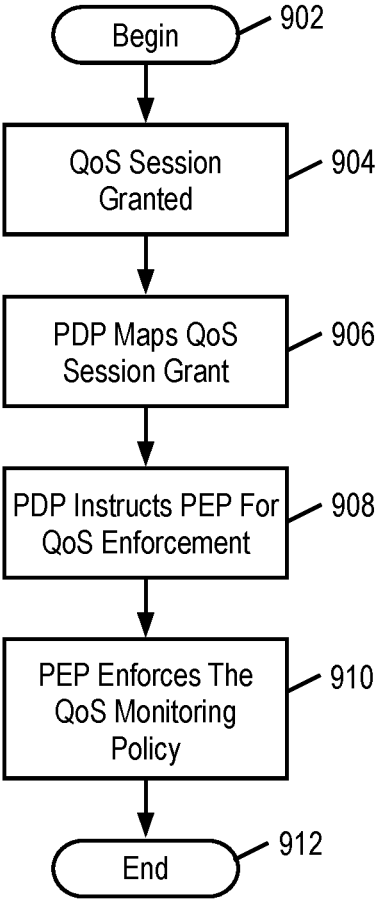 Begin
902
QoS Session
Granted
904
PDP Maps QoS
Session Grant
906
PDP Instructs PEP For
QoS Enforcement
908
PEP Enforces The
QoS Monitoring
Policy
910
End
912